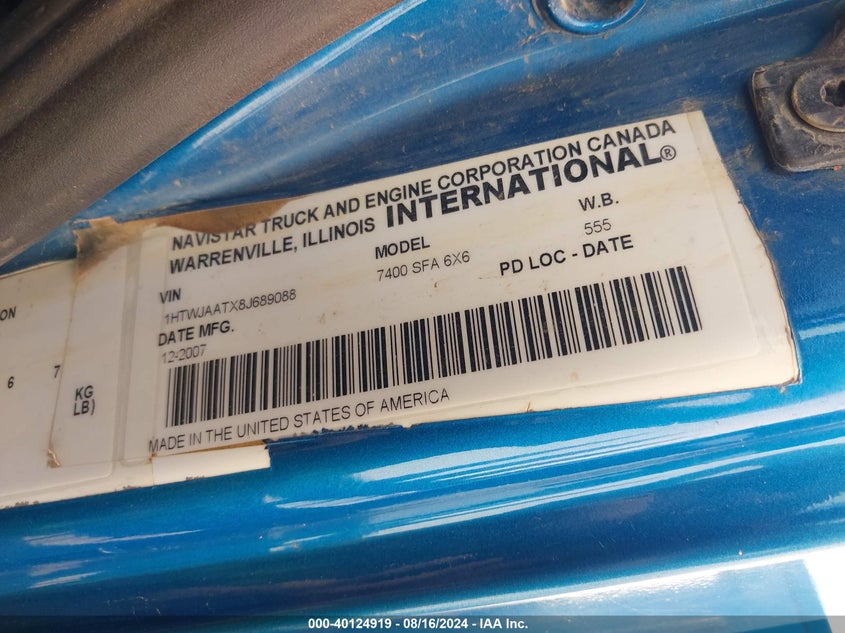 NAVISTAR TRUCK AND ENGINE CORPORATION CANADA
WARRENVILLE, ILLINOIS INTERNATIONAL®
VIN MODEL W.B.
1HTWJAATX8J689088 7400 SFA 6X6 555
DATE MFG. PD LOC - DATE
12-2007
MADE IN THE UNITED STATES OF AMERICA
ON
6 7
KG
LB)
000-40124919 - 08/16/2024 - IAAI.com